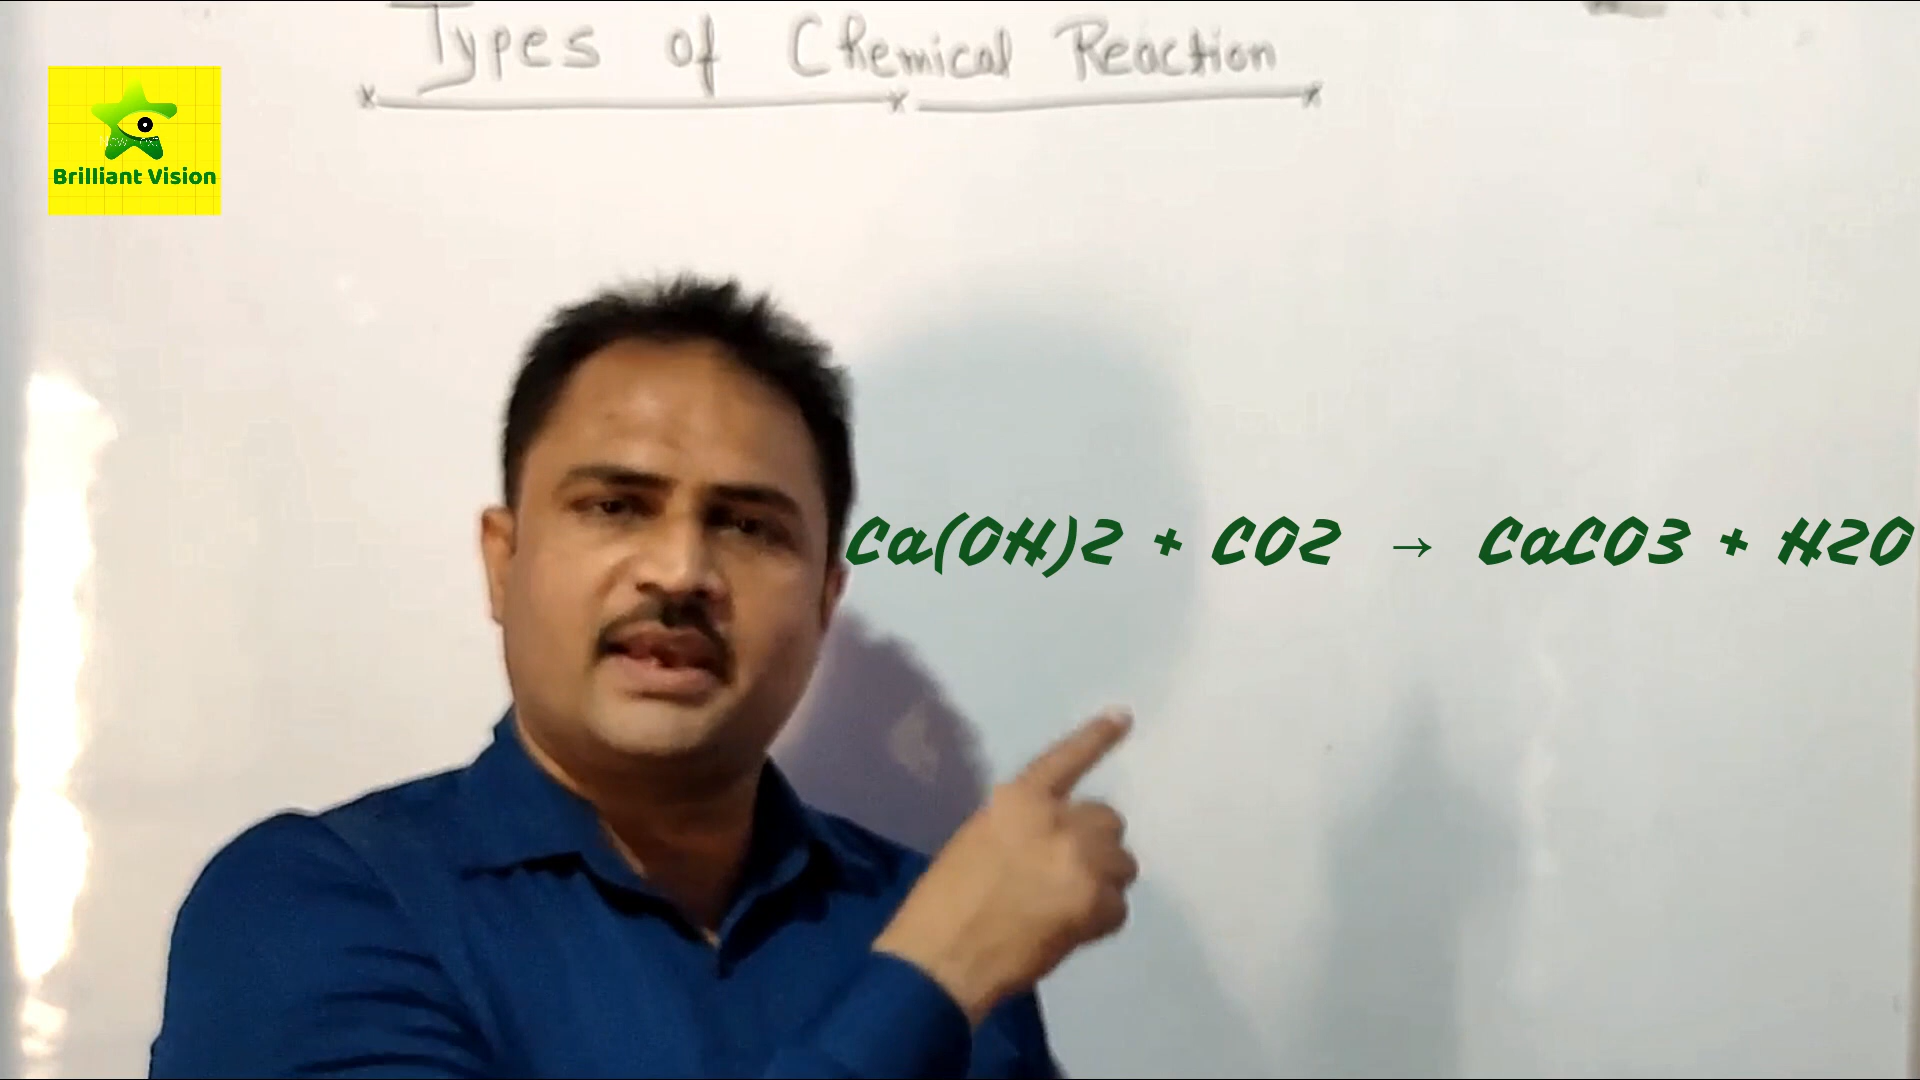 Types of Chemical Reaction
Brilliant Vision
Ca(OH)2 + CO2 → CaCO3 + H2O